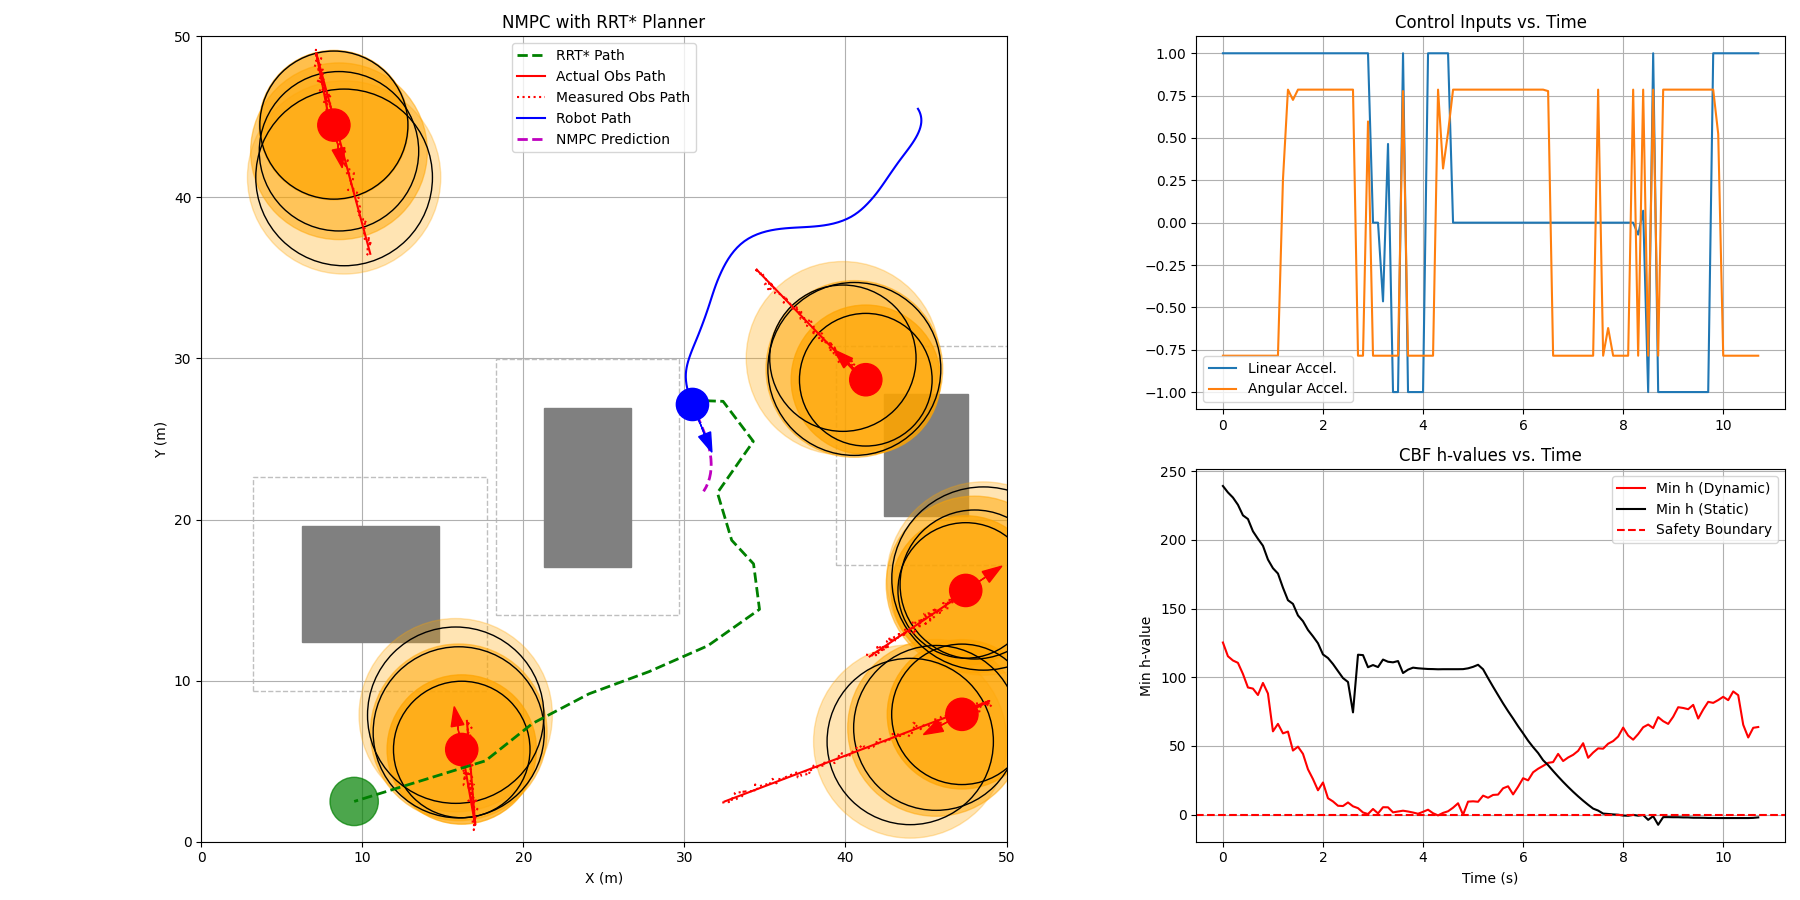 NMPC with RRT* Planner
RRT* Path
Actual Obs Path
Measured Obs Path
Robot Path
NMPC Prediction
50
40
30
20
10
0
Y (m)
0 10 20 30 40 50
X (m)
Control Inputs vs. Time
1.00
0.75
0.50
0.25
0.00
−0.25
−0.50
−0.75
−1.00
Linear Accel.
Angular Accel.
0 2 4 6 8 10
CBF h-values vs. Time
Min h (Dynamic)
Min h (Static)
Safety Boundary
250
200
150
100
50
0
Min h-value
0 2 4 6 8 10
Time (s)